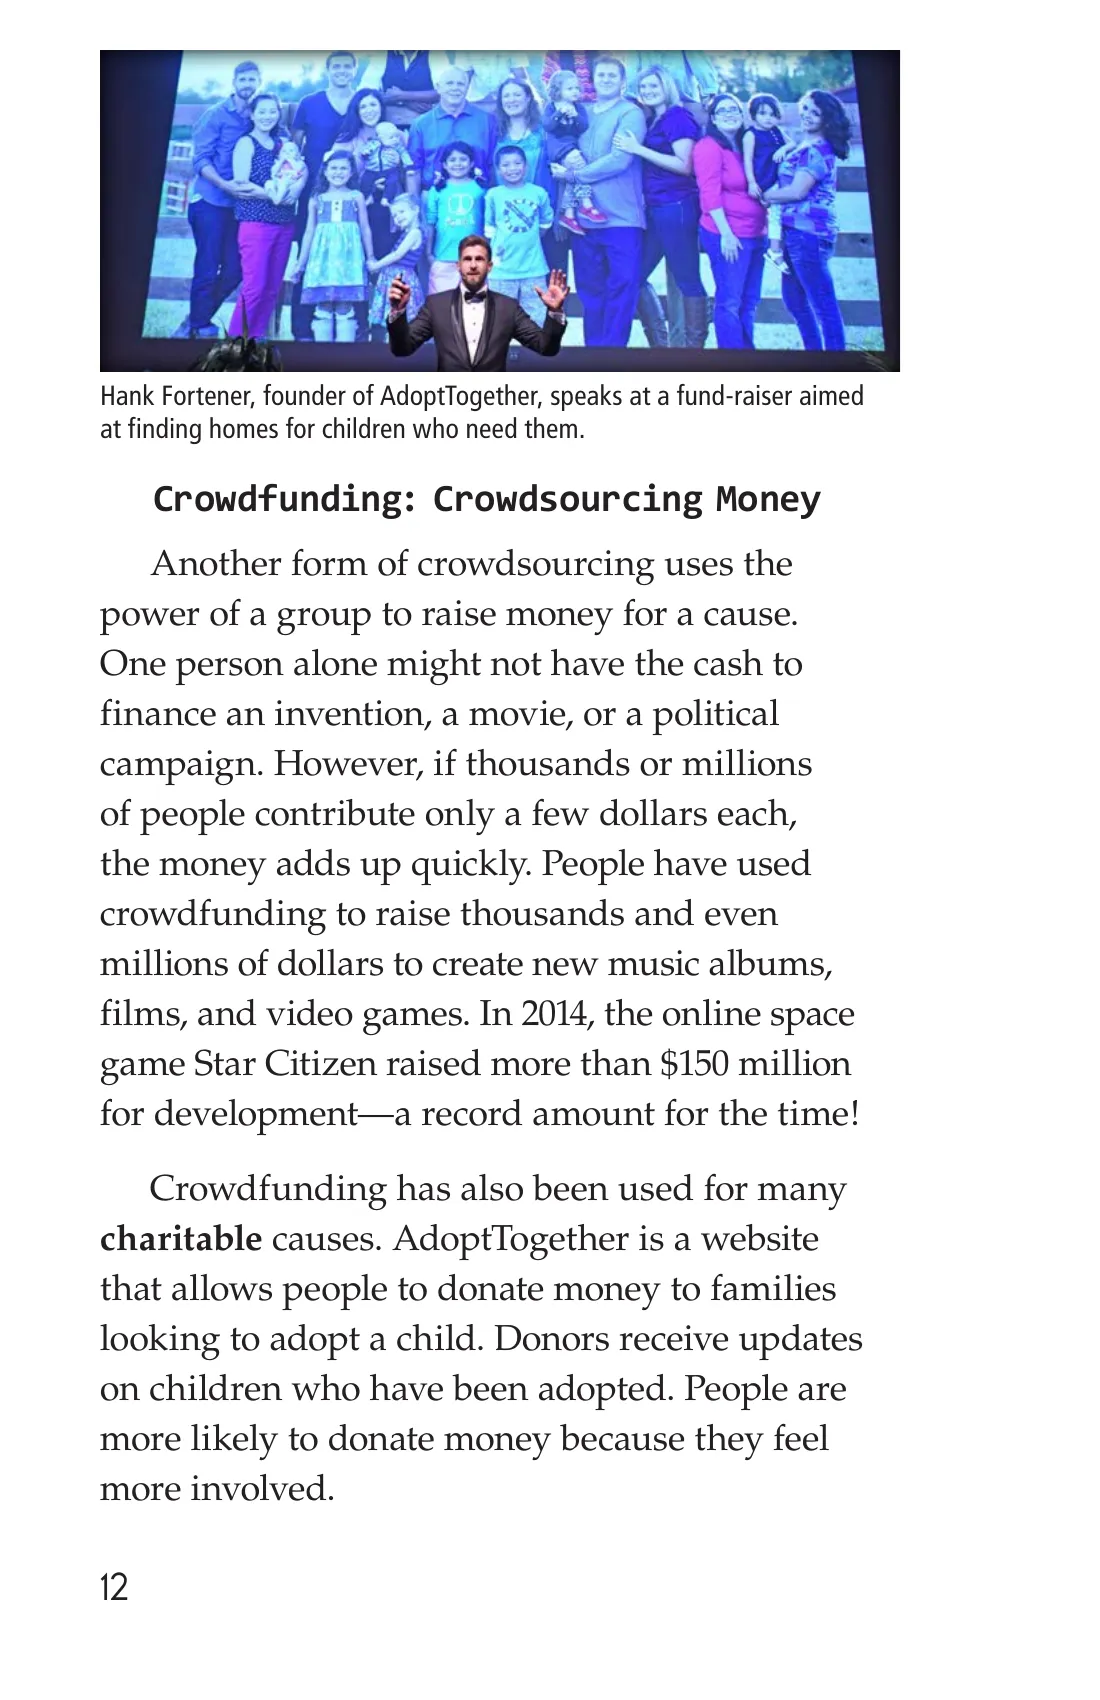 Hank Fortener, founder of AdoptTogether, speaks at a fund-raiser aimed
at finding homes for children who need them.
Crowdfunding: Crowdsourcing Money
Another form of crowdsourcing uses the
power of a group to raise money for a cause.
One person alone might not have the cash to
finance an invention, a movie, or a political
campaign. However, if thousands or millions
of people contribute only a few dollars each,
the money adds up quickly. People have used
crowdfunding to raise thousands and even
millions of dollars to create new music albums,
films, and video games. In 2014, the online space
game Star Citizen raised more than $150 million
for development—a record amount for the time!
Crowdfunding has also been used for many
charitable causes. AdoptTogether is a website
that allows people to donate money to families
looking to adopt a child. Donors receive updates
on children who have been adopted. People are
more likely to donate money because they feel
more involved.
12